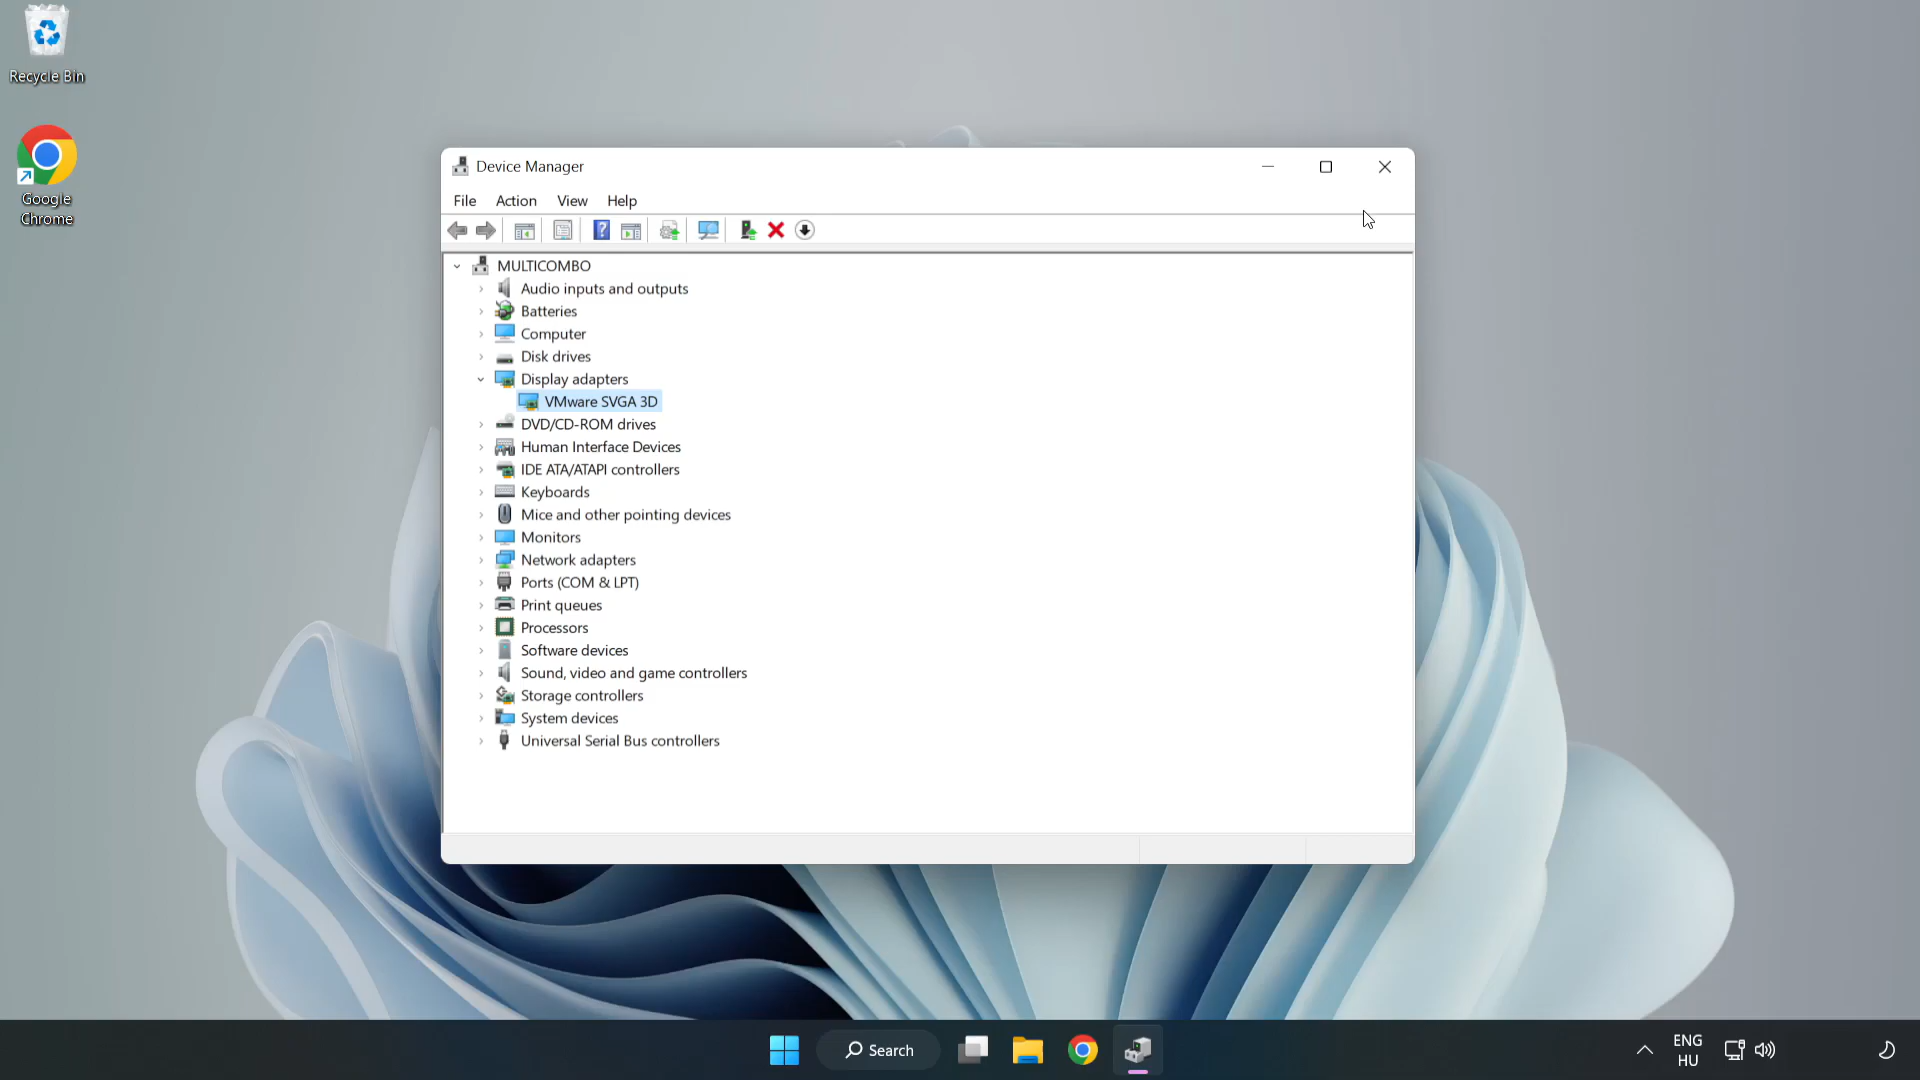 Recycle Bin
Google
Chrome
Device Manager
File Action View Help
MULTICOMBO
Audio inputs and outputs
Batteries
Computer
Disk drives
Display adapters
VMware SVGA 3D
DVD/CD-ROM drives
Human Interface Devices
IDE ATA/ATAPI controllers
Keyboards
Mice and other pointing devices
Monitors
Network adapters
Ports (COM & LPT)
Print queues
Processors
Software devices
Sound, video and game controllers
Storage controllers
System devices
Universal Serial Bus controllers
Search
ENG
HU